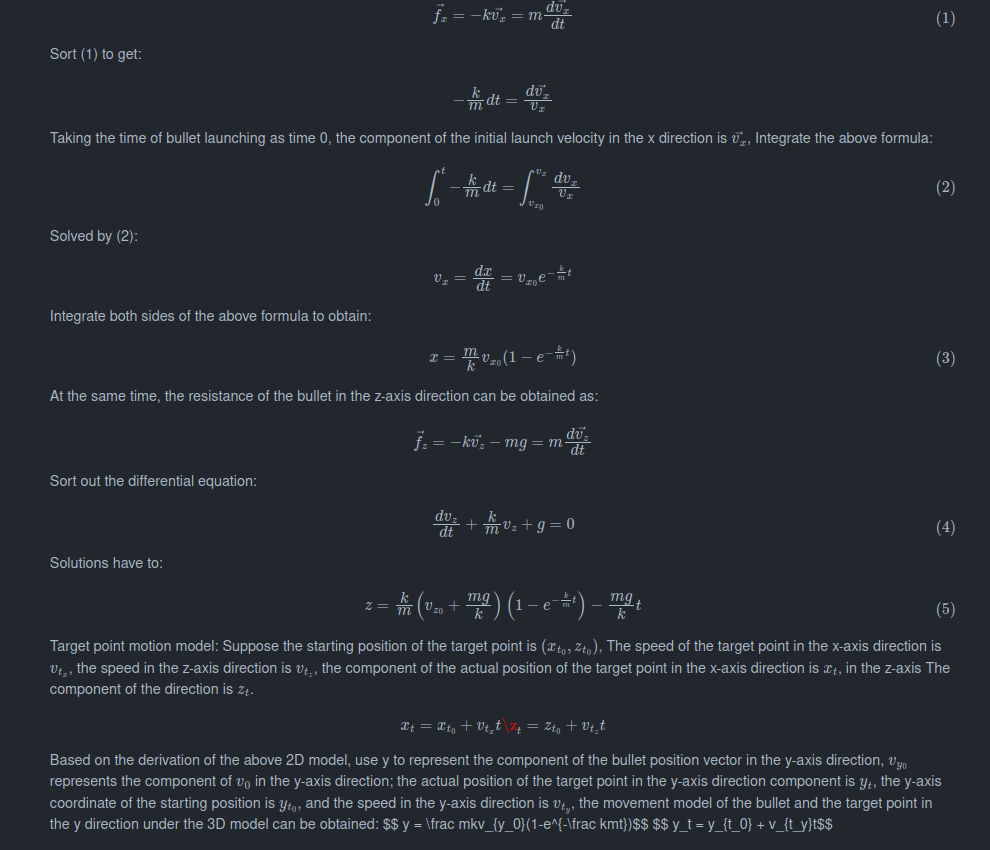 $\vec{f_x} = -k\vec{v_x} = m\frac{d\vec{v_x}}{dt}$ (1)
Sort (1) to get:
$-\frac{k}{m}dt = \frac{d\vec{v_x}}{v_x}$
Taking the time of bullet launching as time 0, the component of the initial launch velocity in the x direction is $\vec{v_x}$, Integrate the above formula:
$\int_0^t -\frac{k}{m}dt = \int_{v_{x_0}}^{v_x} \frac{dv_x}{v_x}$ (2)
Solved by (2):
$v_x = \frac{dx}{dt} = v_{x_0}e^{-\frac{k}{m}t}$
Integrate both sides of the above formula to obtain:
$x = \frac{m}{k}v_{x_0}(1 - e^{-\frac{k}{m}t})$ (3)
At the same time, the resistance of the bullet in the z-axis direction can be obtained as:
$\vec{f_z} = -k\vec{v_z} - mg = m\frac{d\vec{v_z}}{dt}$
Sort out the differential equation:
$\frac{dv_z}{dt} + \frac{k}{m}v_z + g = 0$ (4)
Solutions have to:
$z = \frac{k}{m}\left(v_{z_0} + \frac{mg}{k}\right)\left(1 - e^{-\frac{k}{m}t}\right) - \frac{mg}{k}t$ (5)
Target point motion model: Suppose the starting position of the target point is $(x_{t_0}, z_{t_0})$, The speed of the target point in the x-axis direction is
$v_{t_x}$, the speed in the z-axis direction is $v_{t_z}$, the component of the actual position of the target point in the x-axis direction is $x_t$, in the z-axis The
component of the direction is $z_t$.
$x_t = x_{t_0} + v_{t_x}t$\z$_t = z_{t_0} + v_{t_z}t$
Based on the derivation of the above 2D model, use y to represent the component of the bullet position vector in the y-axis direction, $v_{y_0}$
represents the component of $v_0$ in the y-axis direction; the actual position of the target point in the y-axis direction component is $y_t$, the y-axis
coordinate of the starting position is $y_{t_0}$, and the speed in the y-axis direction is $v_{t_y}$, the movement model of the bullet and the target point in
the y direction under the 3D model can be obtained: $$ y = \frac mkv_{y_0}(1-e^{-\frac kmt})$$ $$ y_t = y_{t_0} + v_{t_y}t$$